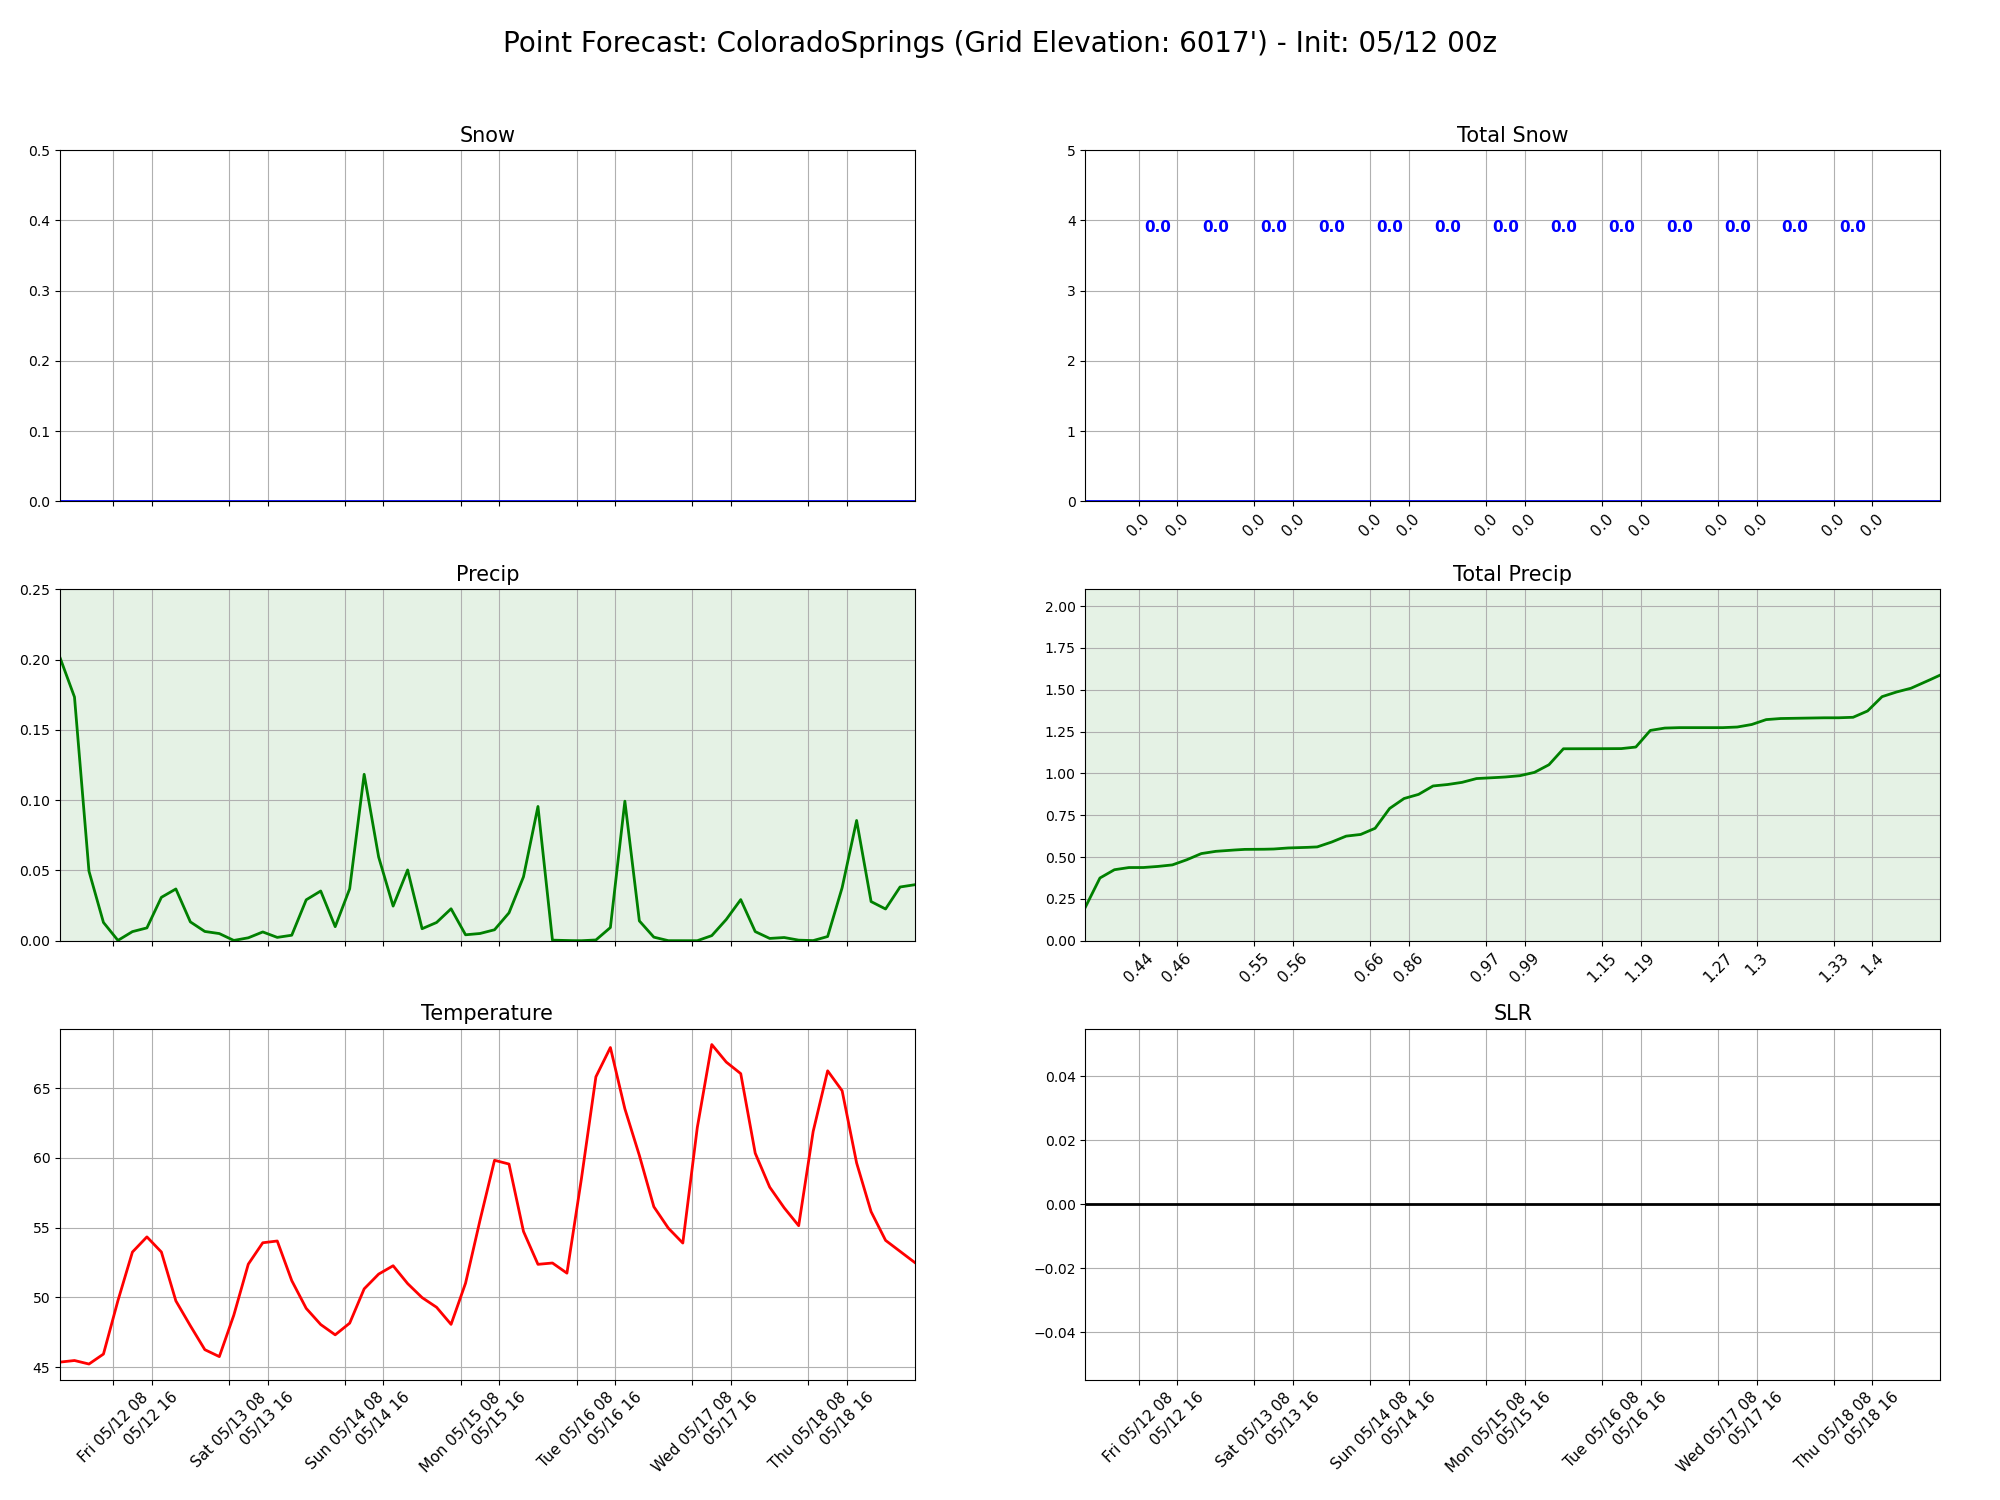 Point Forecast: ColoradoSprings (Grid Elevation: 6017') - Init: 05/12 00z
Snow
0.5
0.4
0.3
0.2
0.1
0.0
Total Snow
5
4
3
2
1
0
0.0 0.0 0.0 0.0 0.0 0.0 0.0 0.0 0.0 0.0 0.0 0.0 0.0
0.0 0.0 0.0 0.0 0.0 0.0 0.0 0.0 0.0 0.0 0.0 0.0 0.0 0.0
Precip
0.25
0.20
0.15
0.10
0.05
0.00
Total Precip
2.00
1.75
1.50
1.25
1.00
0.75
0.50
0.25
0.00
0.44 0.46 0.55 0.56 0.66 0.86 0.97 0.99 1.15 1.19 1.27 1.3 1.33 1.4
Temperature
65
60
55
50
45
Fri 05/12 08
05/12 16
Sat 05/13 08
05/13 16
Sun 05/14 08
05/14 16
Mon 05/15 08
05/15 16
Tue 05/16 08
05/16 16
Wed 05/17 08
05/17 16
Thu 05/18 08
05/18 16
SLR
0.04
0.02
0.00
−0.02
−0.04
Fri 05/12 08
05/12 16
Sat 05/13 08
05/13 16
Sun 05/14 08
05/14 16
Mon 05/15 08
05/15 16
Tue 05/16 08
05/16 16
Wed 05/17 08
05/17 16
Thu 05/18 08
05/18 16